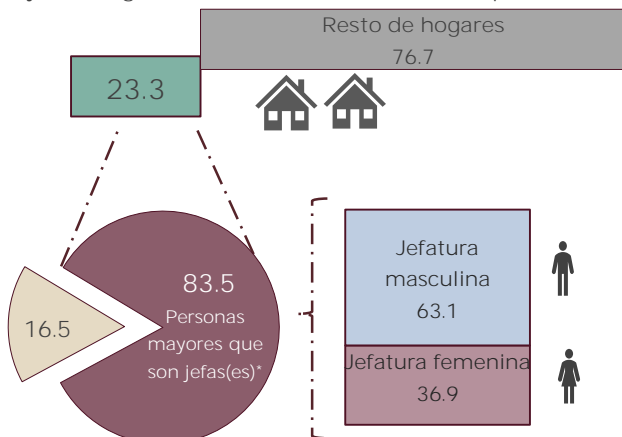 Resto de hogares
76.7
23.3
83.5
Personas
mayores que
son jefas(es)*
16.5
Jefatura
masculina
63.1
Jefatura femenina
36.9